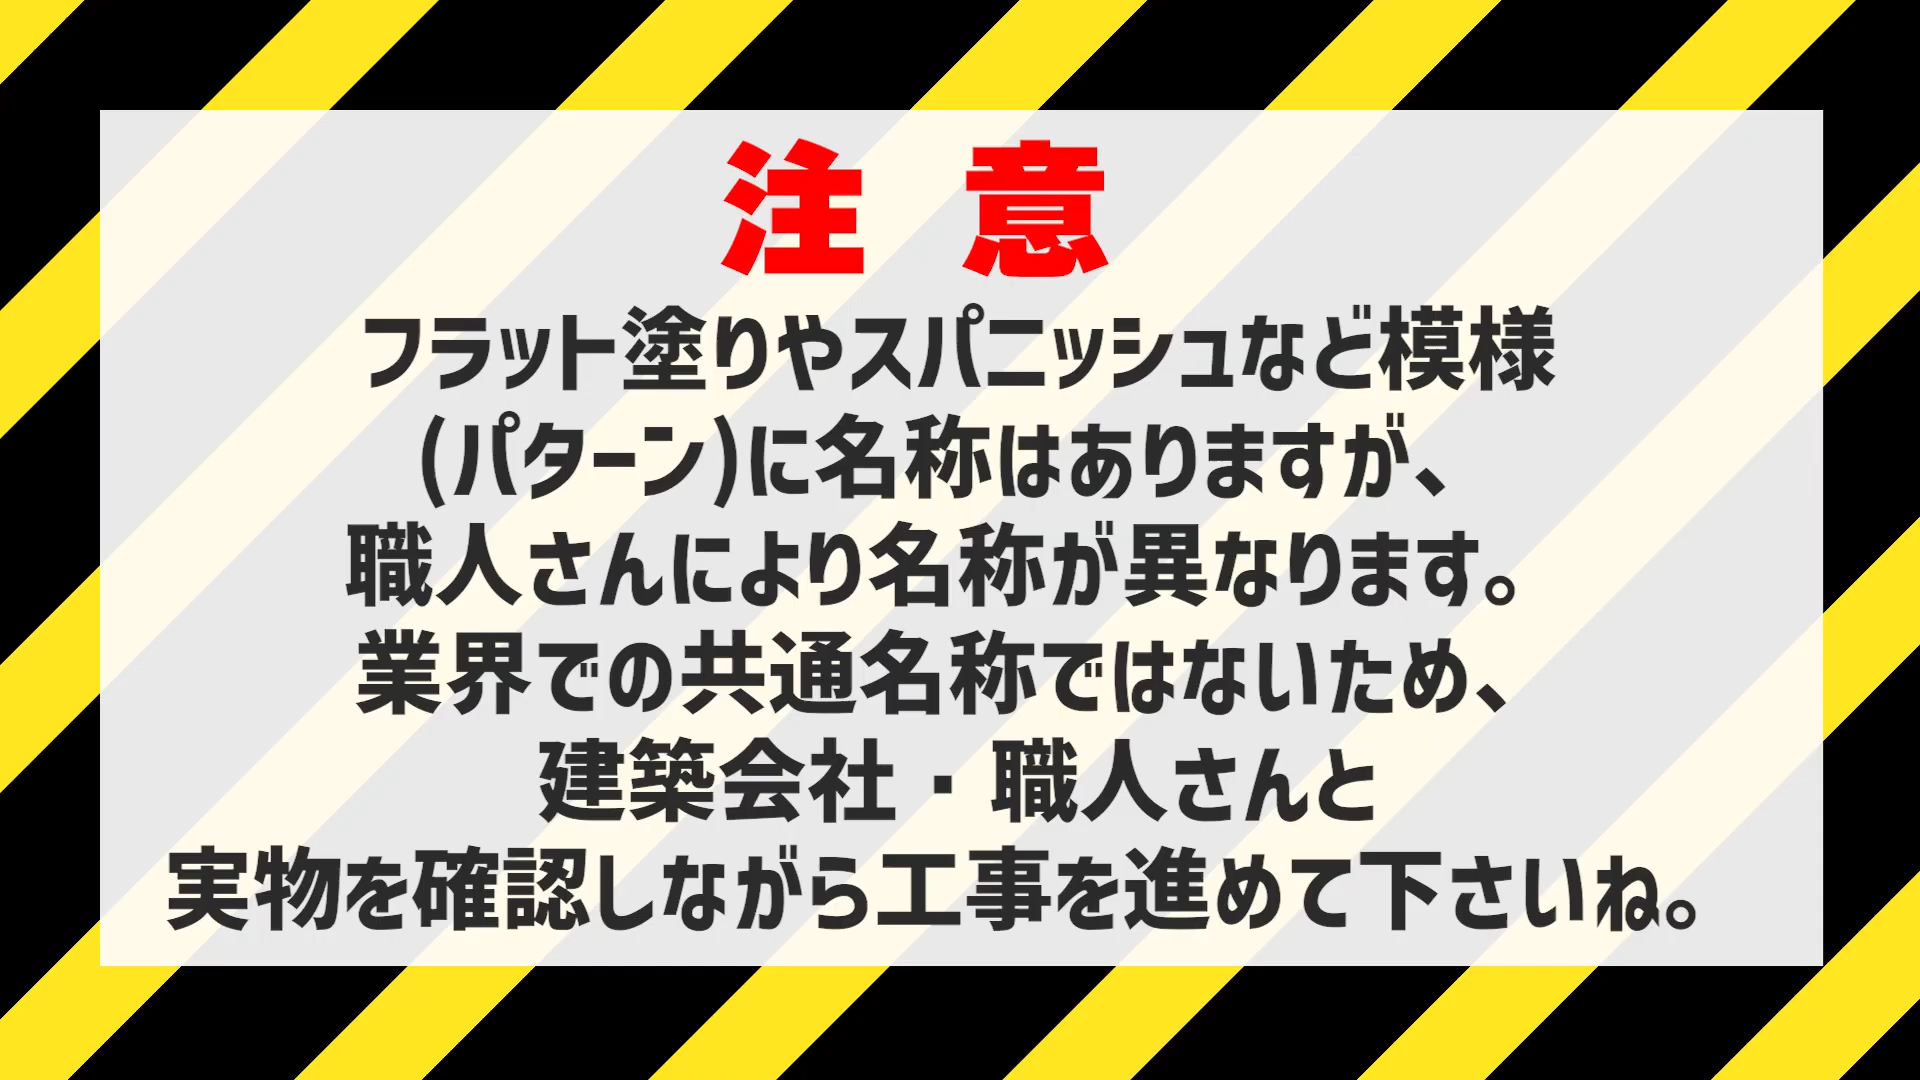 注 意
フラット塗りやスパニッシュなど模様
(パターン)に名称はありますが、
職人さんにより名称が異なります。
業界での共通名称ではないため、
建築会社・職人さんと
実物を確認しながら工事を進めて下さいね。